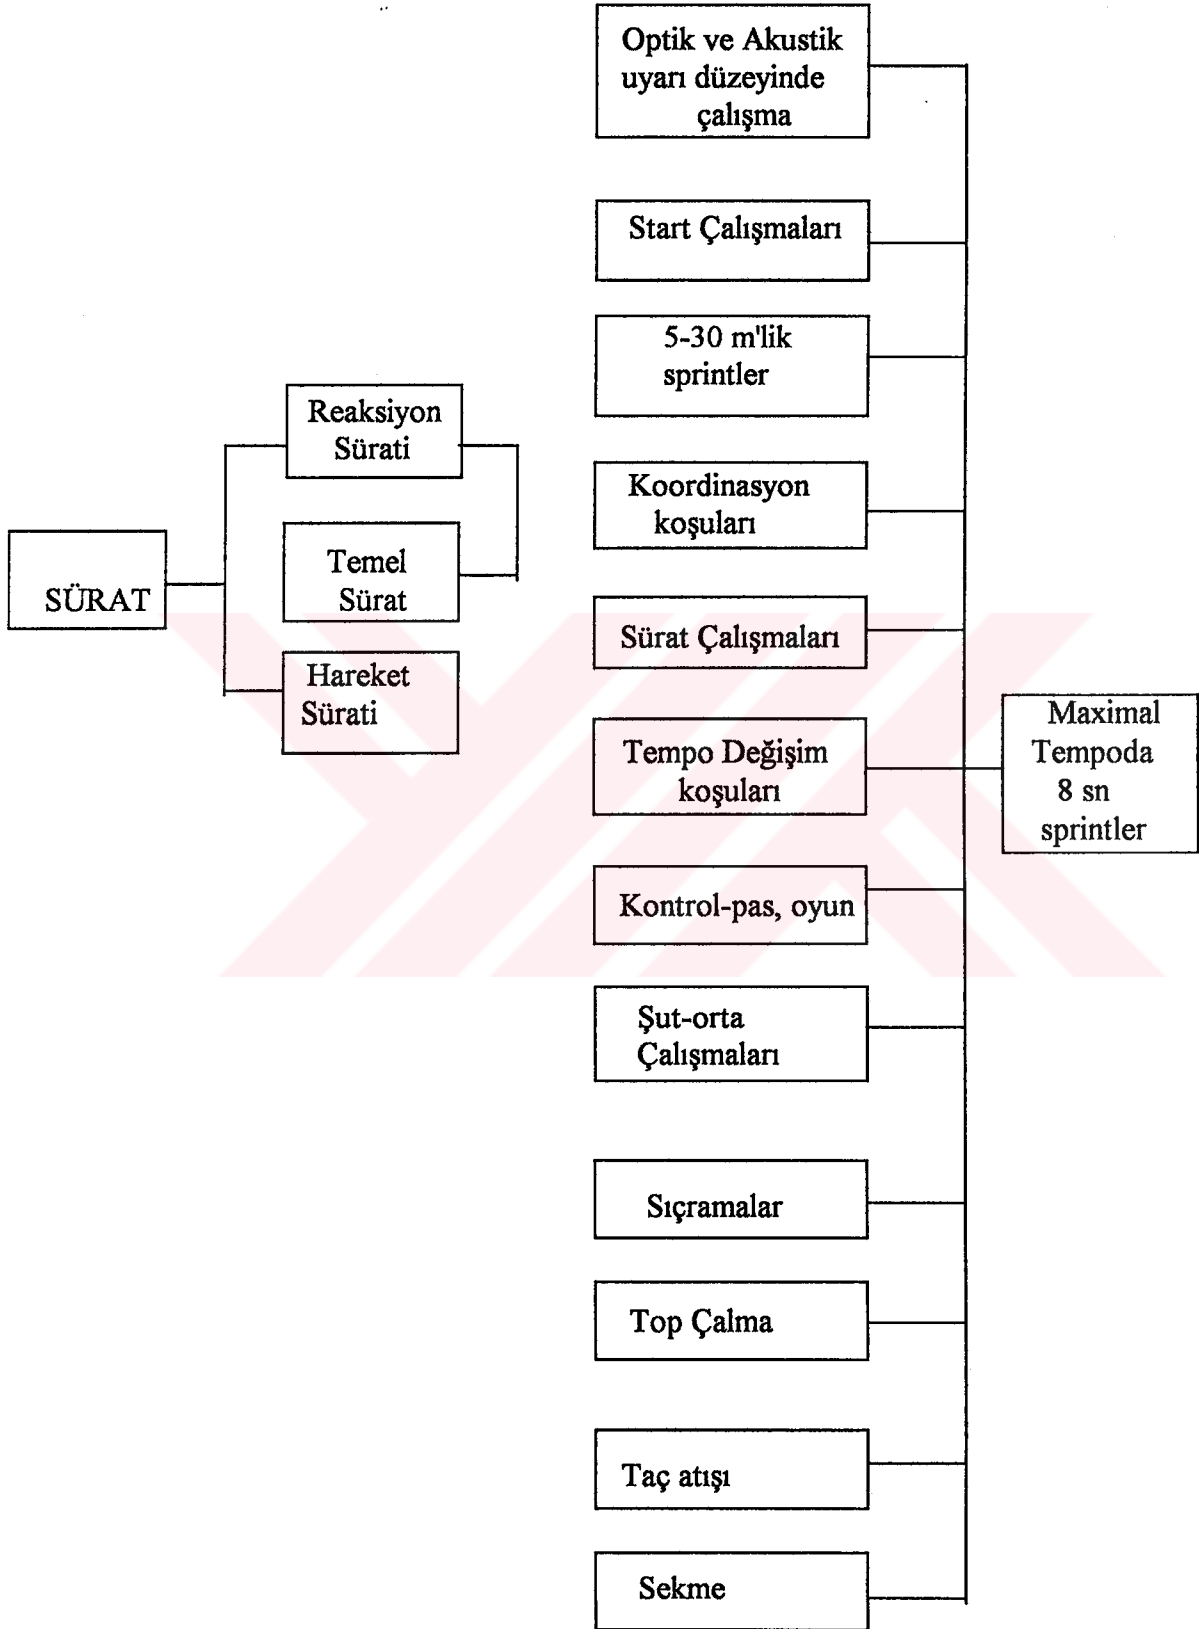 SÜRAT
Reaksiyon
Sürati
Temel
Sürat
Hareket
Sürati
Optik ve Akustik
uyarı düzeyinde
çalışma
Start Çalışmaları
5-30 m'lik
sprintler
Koordinasyon
koşuları
Sürat Çalışmaları
Tempo Değişim
koşuları
Kontrol-pas, oyun
Şut-orta
Çalışmaları
Sıçramalar
Top Çalma
Taç atışı
Sekme
Maximal
Tempoda
8 sn
sprintler